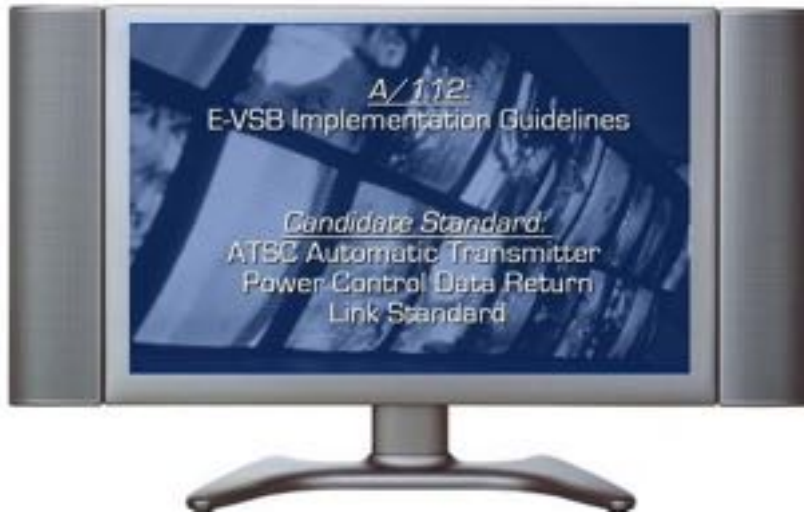 A/112:
E-VSB Implementation Guidelines
Candidate Standard:
ATSC Automatic Transmitter
Power Control Data Return
Link Standard